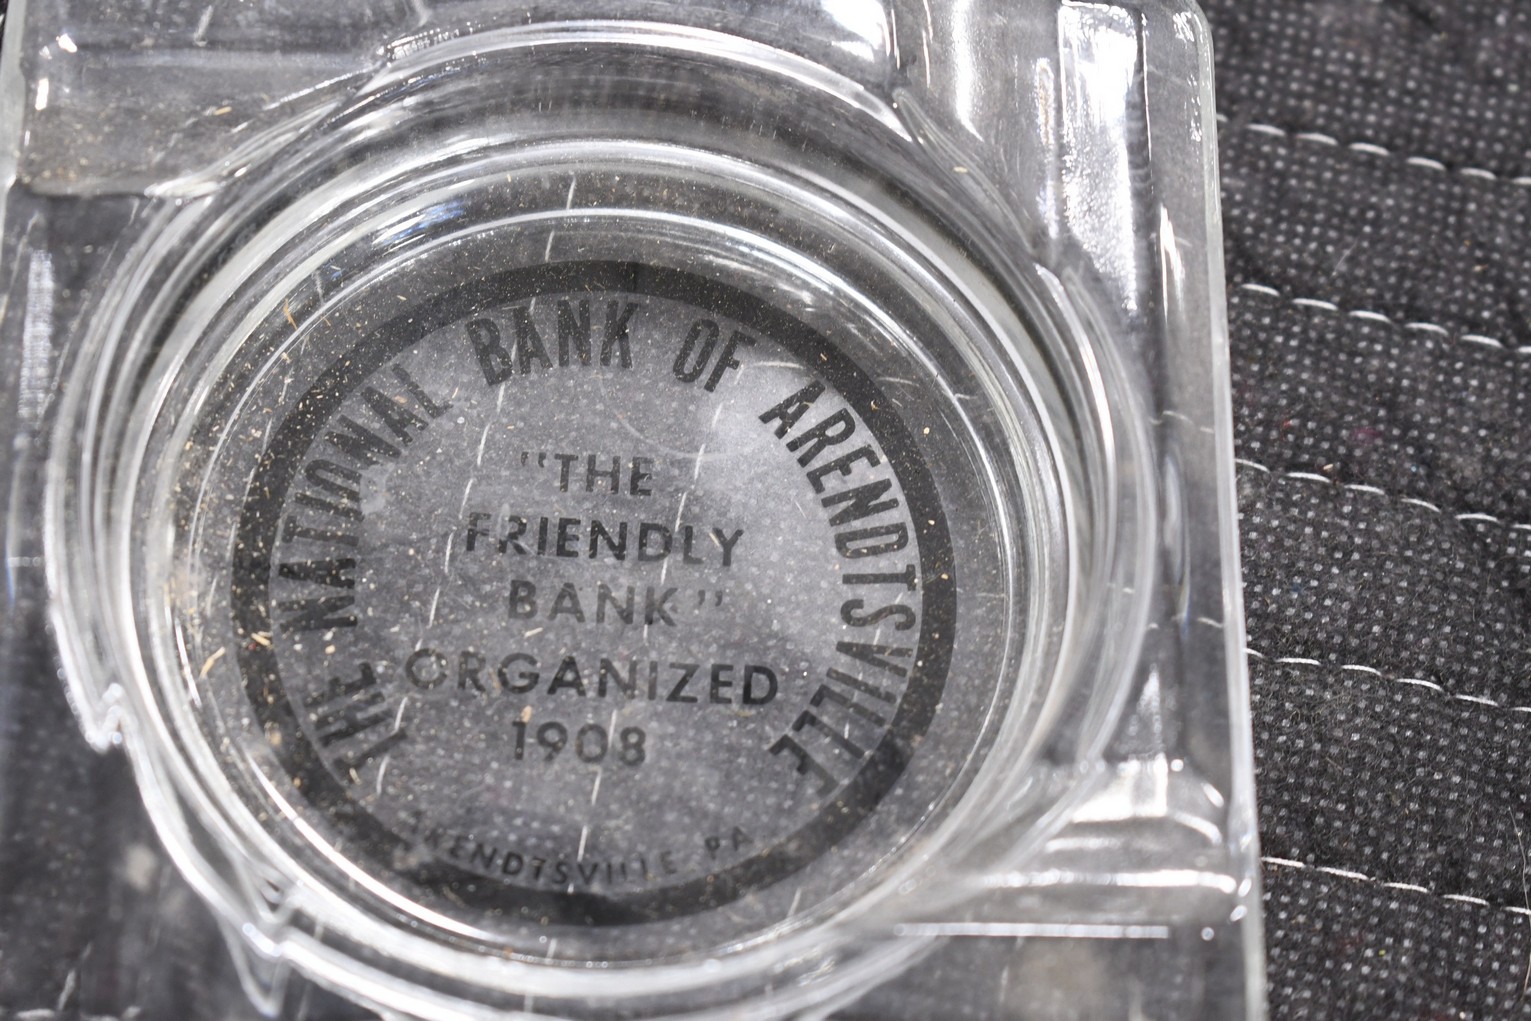 THE NATIONAL BANK OF ARENDTSVILLE
"THE
FRIENDLY
BANK"
ORGANIZED
1908
ARENDTSVILLE PA